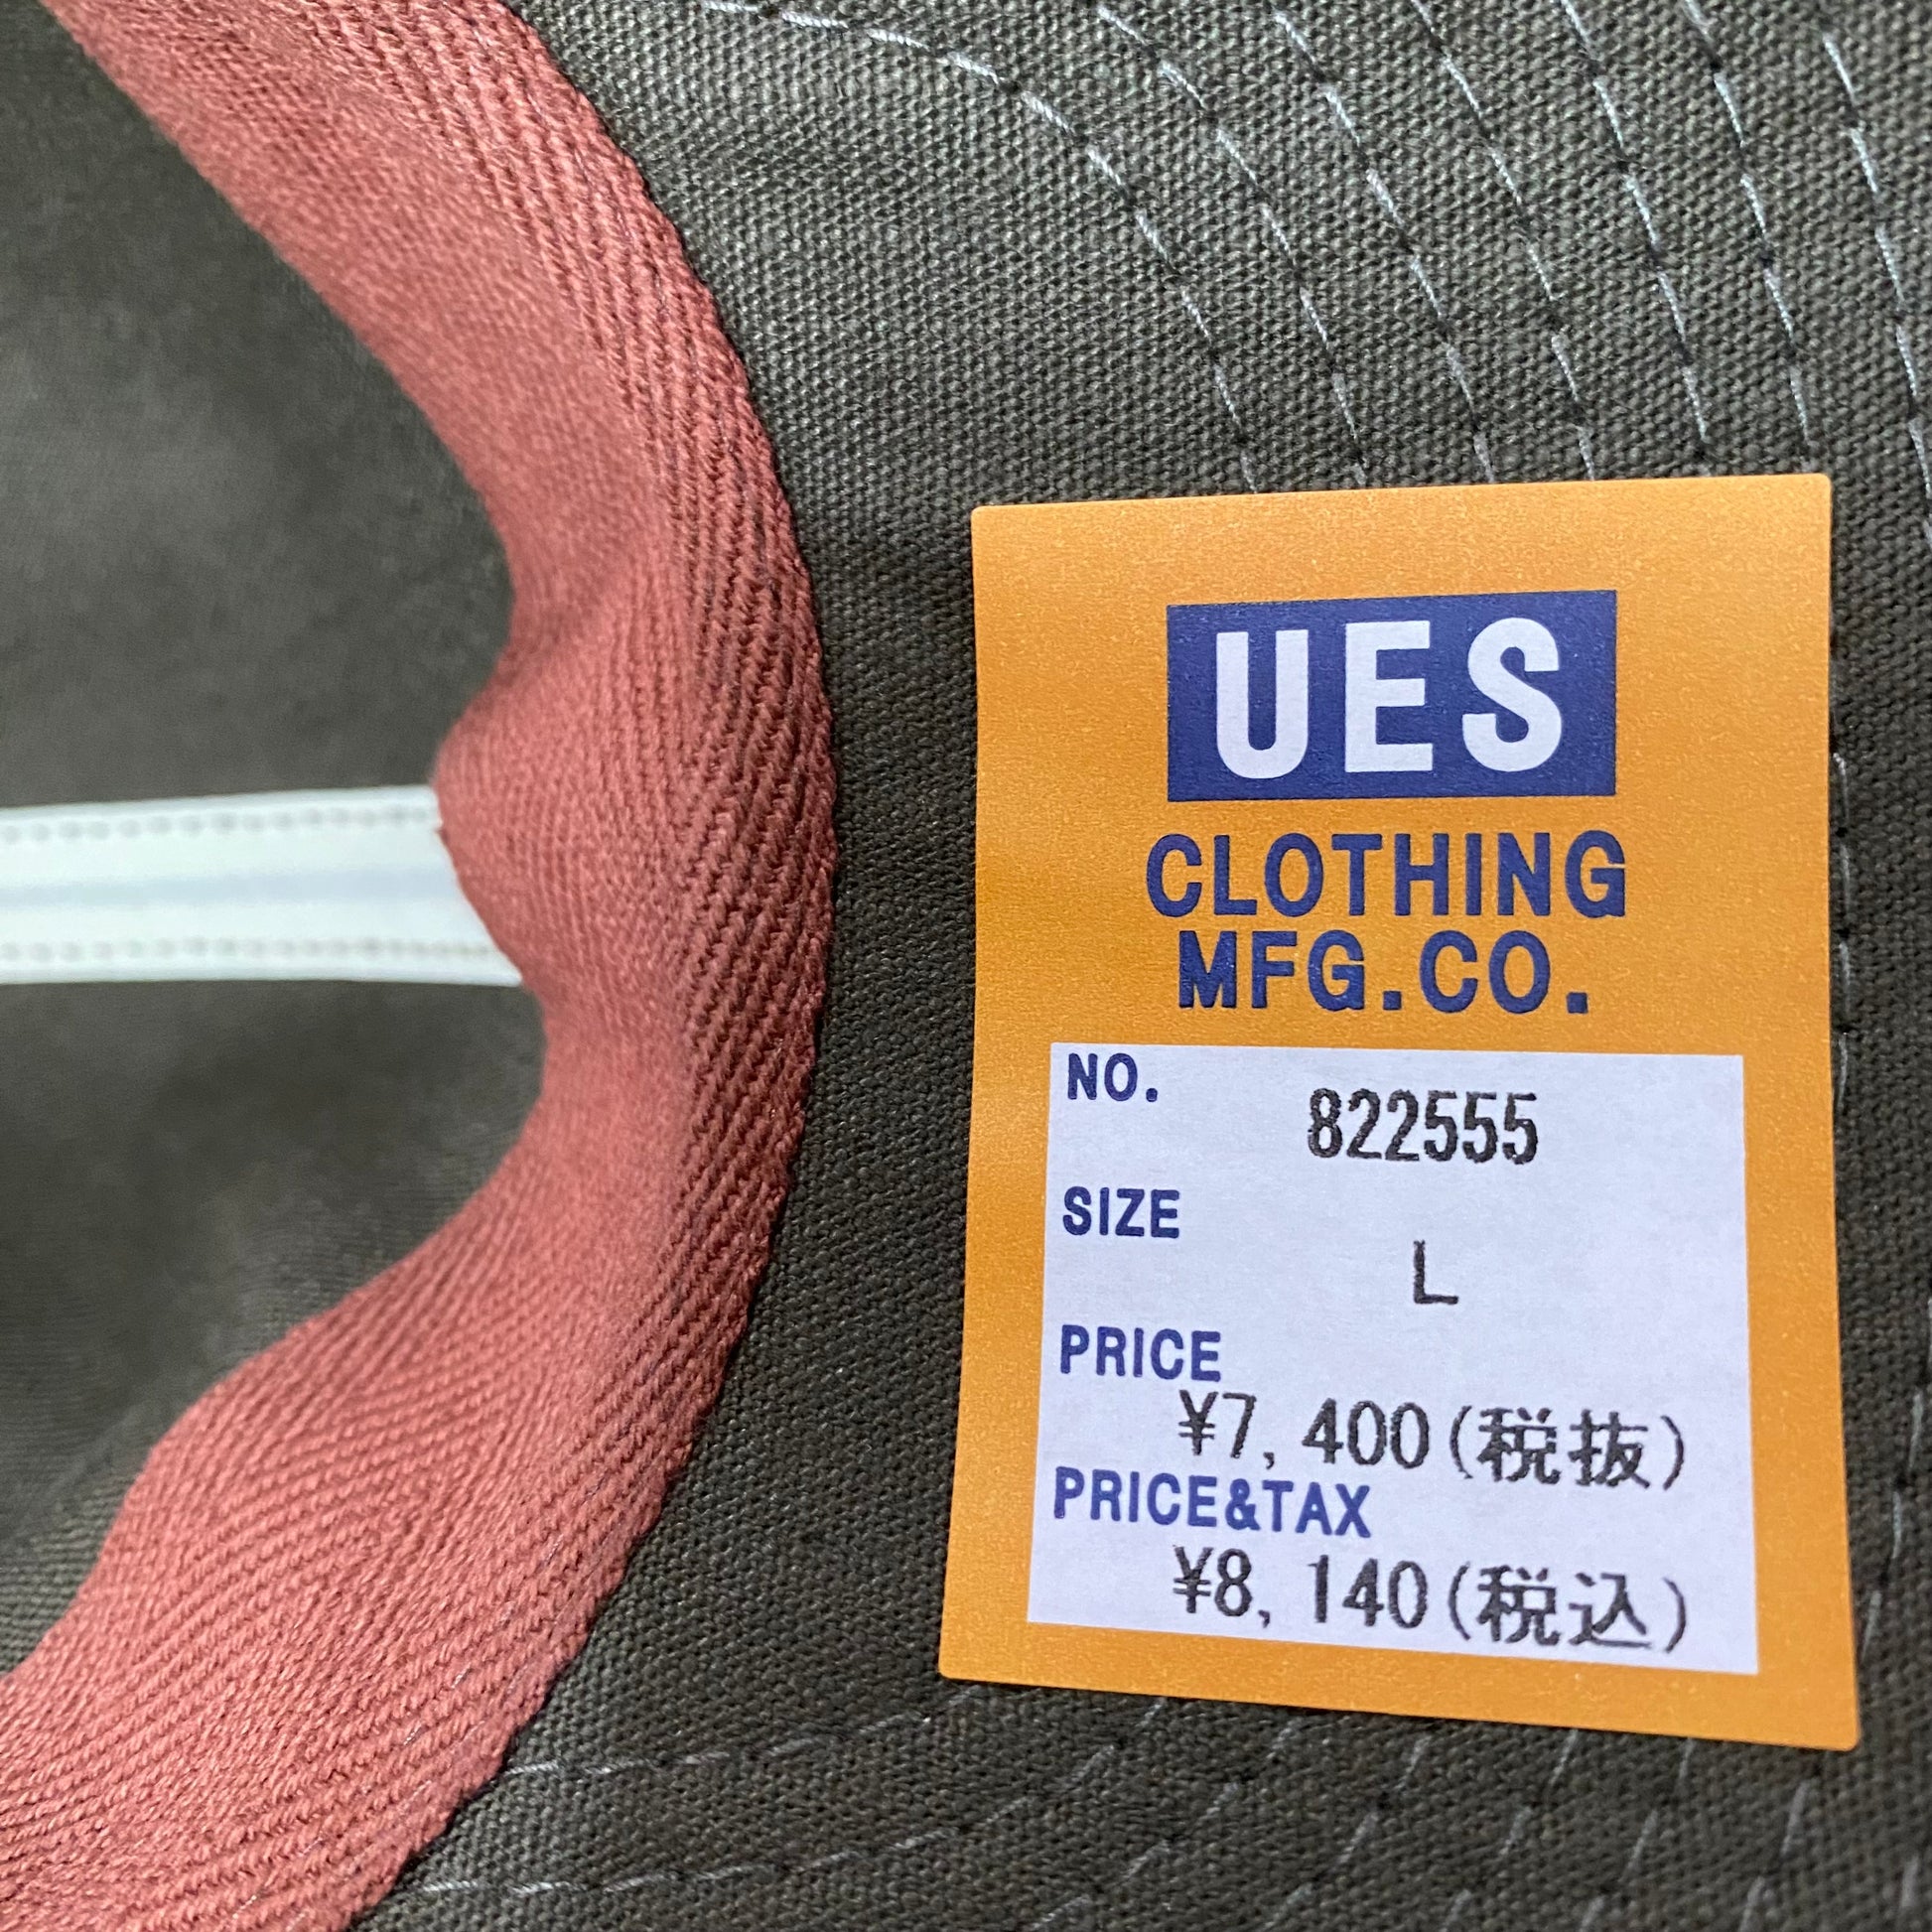 UES
CLOTHING
MFG.CO.
NO.
822555
SIZE
L
PRICE
¥7,400(税抜)
PRICE&TAX
¥8,140(税込)